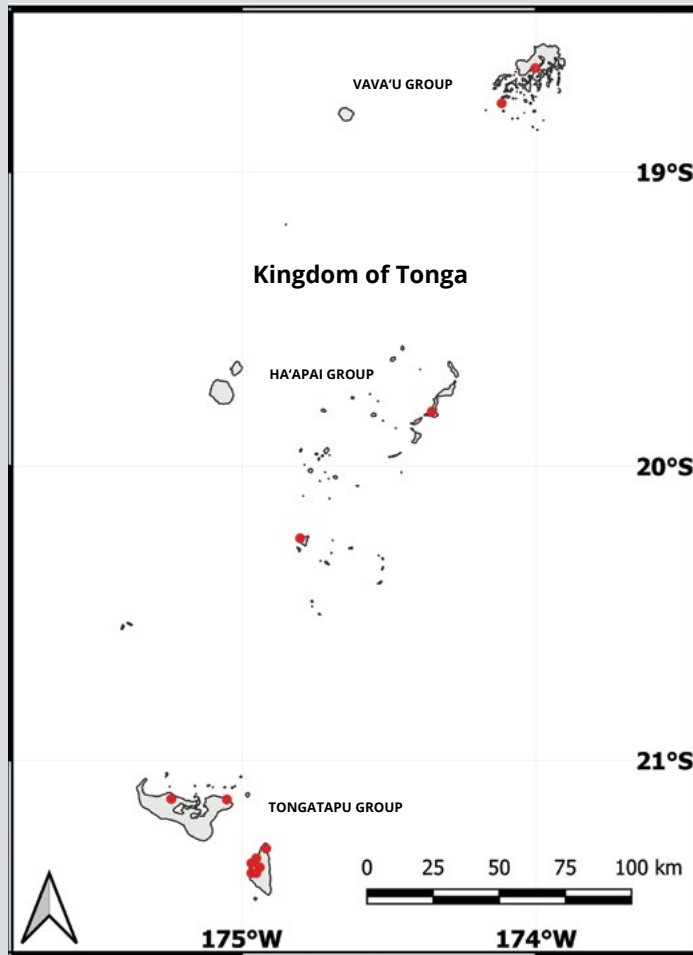 VAVA‘U GROUP
19°S
Kingdom of Tonga
HA‘APAI GROUP
20°S
21°S
TONGATAPU GROUP
0 25 50 75 100 km
175°W 174°W